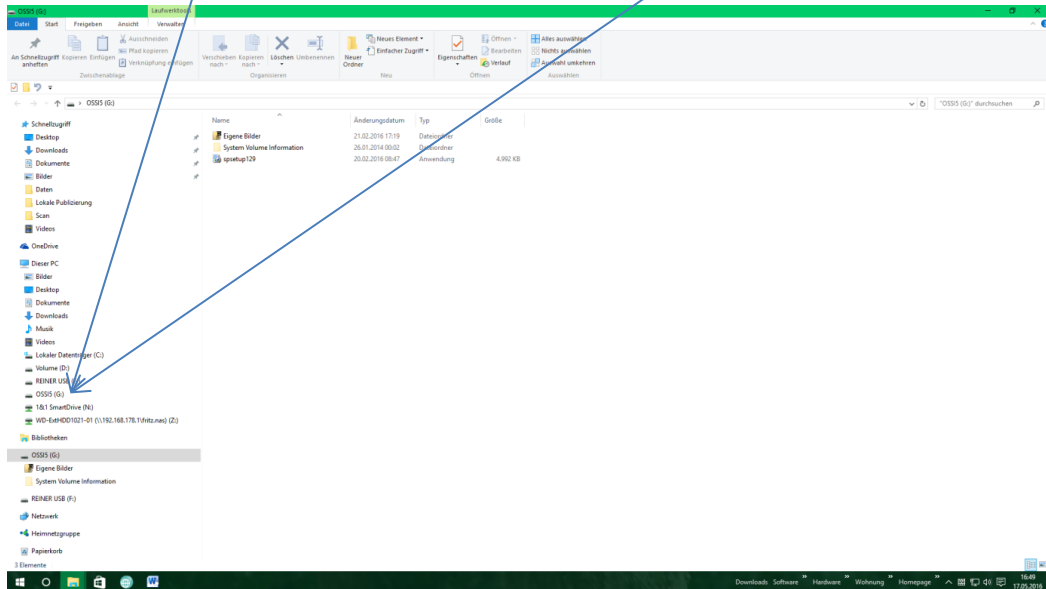 OSSI5 (G:) Laufwerktools
Datei Start Freigeben Ansicht Verwalten
An Schnellzugriff anheften
Kopieren Einfügen
Ausschneiden
Pfad kopieren
Verknüpfung einfügen
Zwischenablage
Verschieben nach
Kopieren nach
Löschen Umbenennen
Organisieren
Neuer Ordner
Neues Element
Einfacher Zugriff
Neu
Eigenschaften
Öffnen
Bearbeiten
Verlauf
Öffnen
Alles auswählen
Nichts auswählen
Auswahl umkehren
Auswählen
OSSI5 (G:)
"OSSI5 (G:)" durchsuchen
Schnellzugriff
Desktop
Downloads
Dokumente
Bilder
Daten
Lokale Publizierung
Scan
Videos
OneDrive
Dieser PC
Bilder
Desktop
Dokumente
Downloads
Musik
Videos
Lokaler Datenträger (C:)
Volume (D:)
REINER USB
OSSI5 (G:)
1&1 SmartDrive (N:)
WD-ExtHDD1021-01 (\\192.168.178.1\fritz.nas) (Z:)
Bibliotheken
OSSI5 (G:)
Eigene Bilder
System Volume Information
REINER USB (F:)
Netzwerk
Heimnetzgruppe
Papierkorb
Name Änderungsdatum Typ Größe
Eigene Bilder 21.02.2016 17:19 Dateiordner
System Volume Information 26.01.2014 00:02 Dateiordner
spsetup129 20.02.2016 08:47 Anwendung 4.992 KB
3 Elemente
Downloads Software Hardware Wohnung Homepage
16:49
17.05.2016